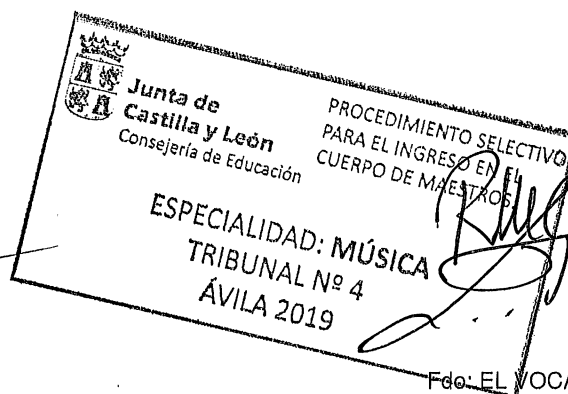 Junta de
Castilla y León
Consejería de Educación
PROCEDIMIENTO SELECTIVO
PARA EL INGRESO EN EL
CUERPO DE MAESTROS
ESPECIALIDAD: MÚSICA
TRIBUNAL Nº 4
ÁVILA 2019
Fdo: EL VOCA